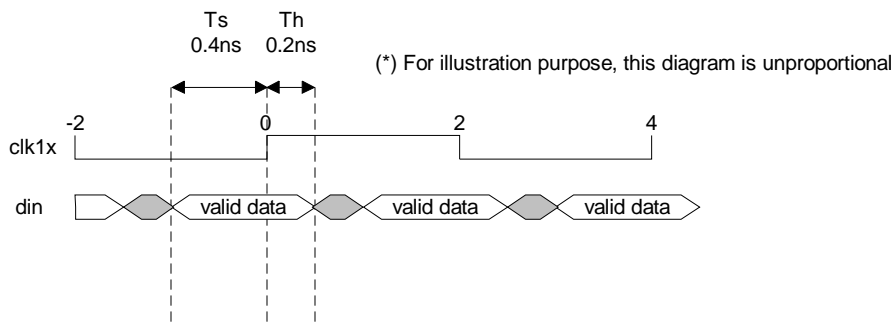 Ts Th
0.4ns 0.2ns
(*) For illustration purpose, this diagram is unproportional
-2 0 2 4
clk1x
din valid data valid data valid data